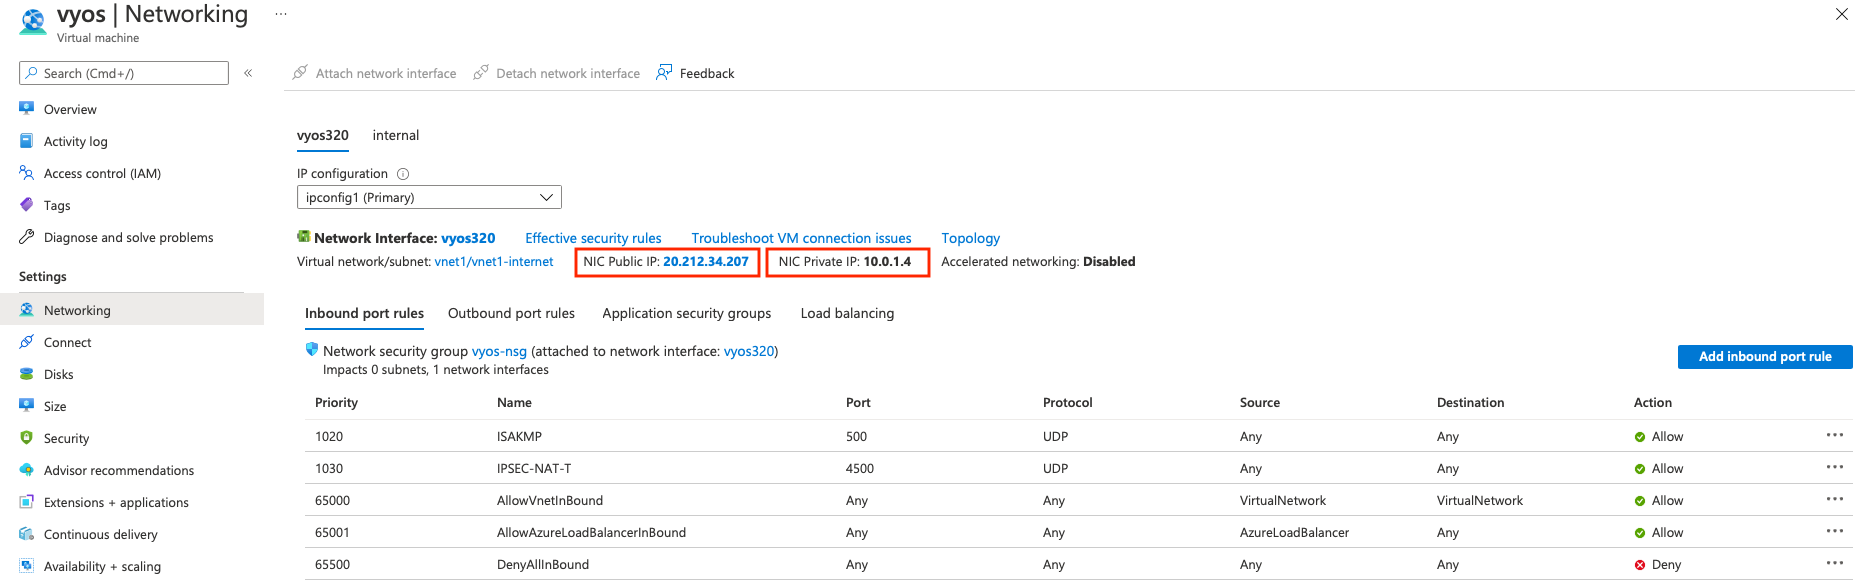 vyos | Networking ···
Virtual machine
Search (Cmd+/)
«
Attach network interface Detach network interface Feedback
Overview
Activity log
Access control (IAM)
Tags
Diagnose and solve problems
Settings
Networking
Connect
Disks
Size
Security
Advisor recommendations
Extensions + applications
Continuous delivery
Availability + scaling
vyos320 internal
IP configuration
ipconfig1 (Primary)
Network Interface: vyos320 Effective security rules Troubleshoot VM connection issues Topology
Virtual network/subnet: vnet1/vnet1-internet NIC Public IP: 20.212.34.207 NIC Private IP: 10.0.1.4 Accelerated networking: Disabled
Inbound port rules Outbound port rules Application security groups Load balancing
Network security group vyos-nsg (attached to network interface: vyos320)
Impacts 0 subnets, 1 network interfaces
Add inbound port rule
Priority Name Port Protocol Source Destination Action
1020 ISAKMP 500 UDP Any Any Allow ···
1030 IPSEC-NAT-T 4500 UDP Any Any Allow ···
65000 AllowVnetInBound Any Any VirtualNetwork VirtualNetwork Allow ···
65001 AllowAzureLoadBalancerInBound Any Any AzureLoadBalancer Any Allow ···
65500 DenyAllInBound Any Any Any Any Deny ···